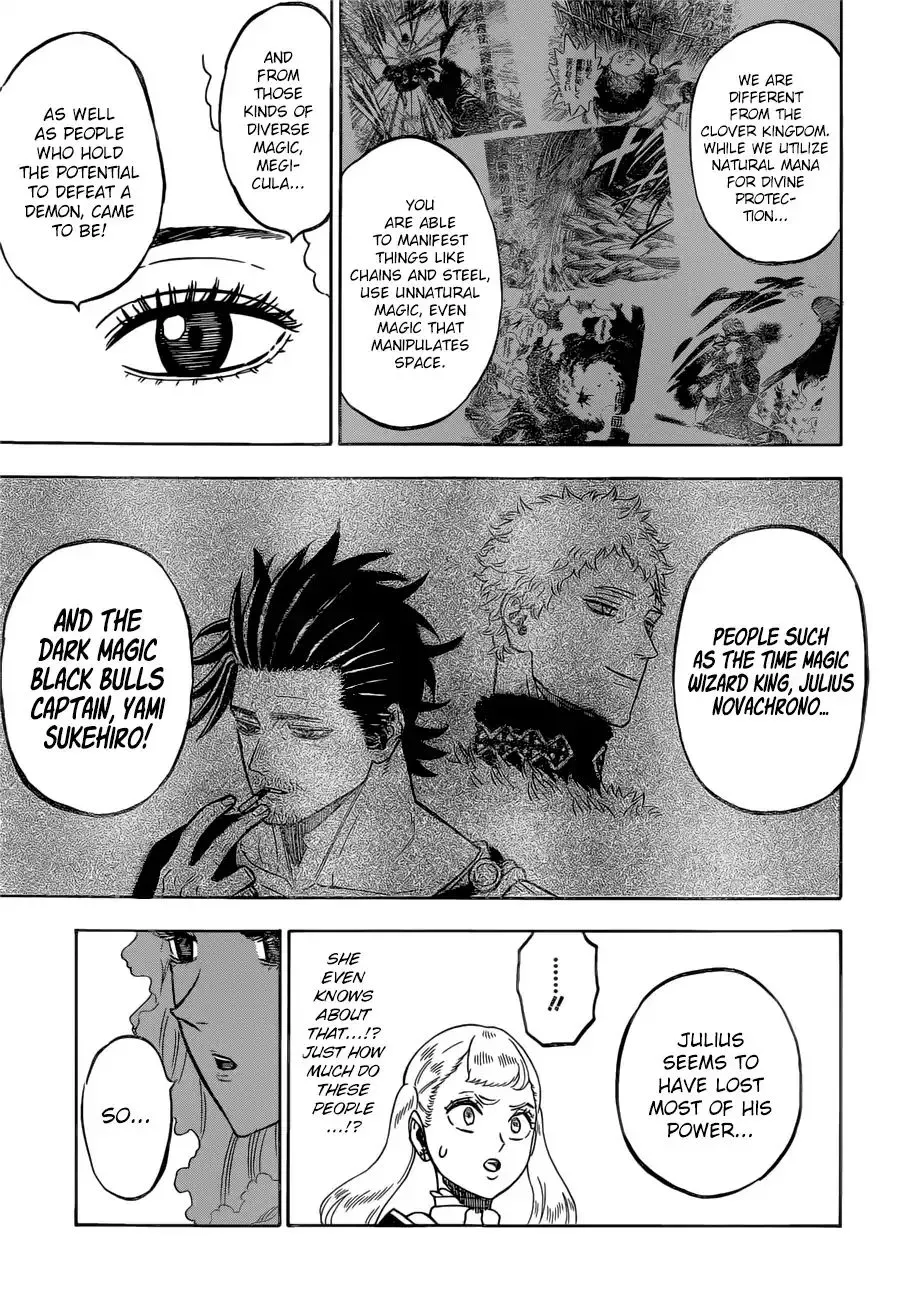 WE ARE
DIFFERENT
FROM THE
CLOVER KINGDOM.
WHILE WE UTILIZE
NATURAL MANA
FOR DIVINE
PROTEC-
TION...
YOU
ARE ABLE
TO MANIFEST
THINGS LIKE
CHAINS AND STEEL,
USE UNNATURAL
MAGIC, EVEN
MAGIC THAT
MANIPULATES
SPACE.
AND
FROM
THOSE
KINDS OF
DIVERSE
MAGIC,
MEGI-
CULA...
AS WELL
AS PEOPLE
WHO HOLD
THE POTENTIAL
TO DEFEAT A
DEMON, CAME
TO BE!
PEOPLE SUCH
AS THE TIME MAGIC
WIZARD KING, JULIUS
NOVACHRONO...
AND THE
DARK MAGIC
BLACK BULLS
CAPTAIN, YAMI
SUKEHIRO!
JULIUS
SEEMS TO
HAVE LOST
MOST OF HIS
POWER...
......!!
SHE
EVEN
KNOWS
ABOUT
THAT...!?
JUST HOW
MUCH DO
THESE
PEOPLE
...!?
SO...